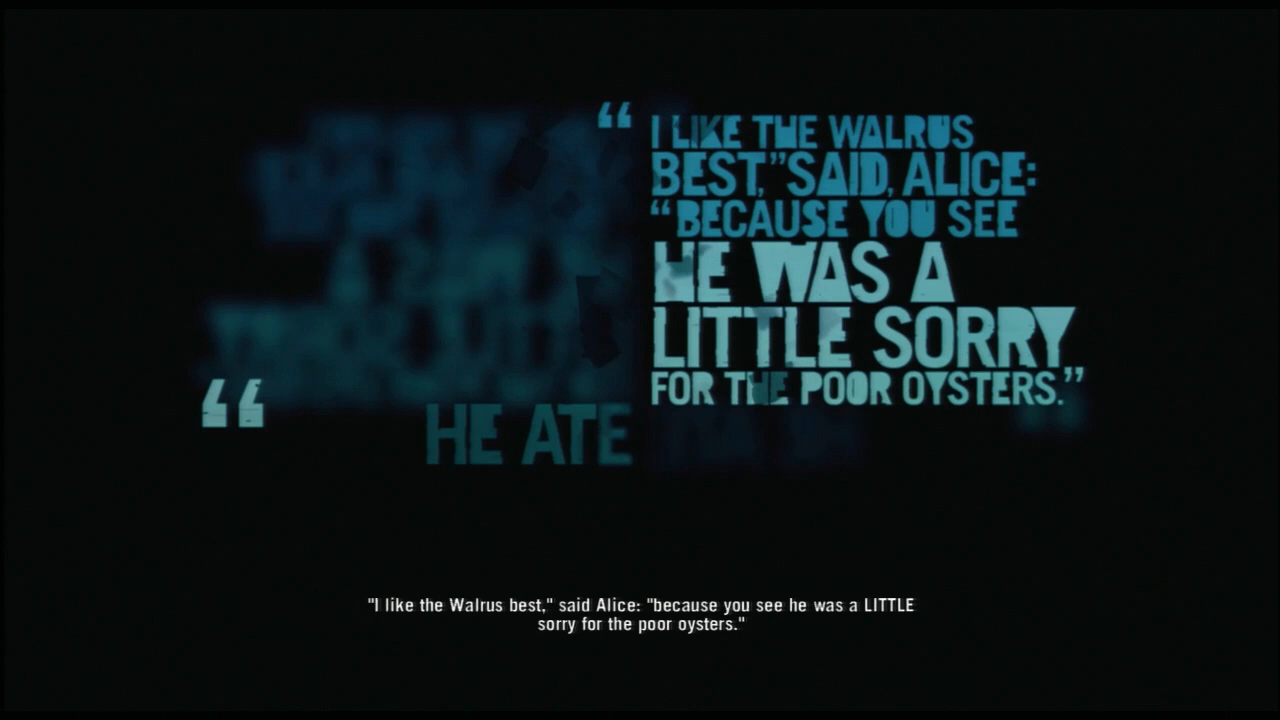 “I LIKE THE WALRUS
BEST,”SAID, ALICE:
“BECAUSE YOU SEE
HE WAS A
LITTLE SORRY
FOR THE POOR OYSTERS.”
“
HE ATE
"I like the Walrus best," said Alice: "because you see he was a LITTLE
sorry for the poor oysters."